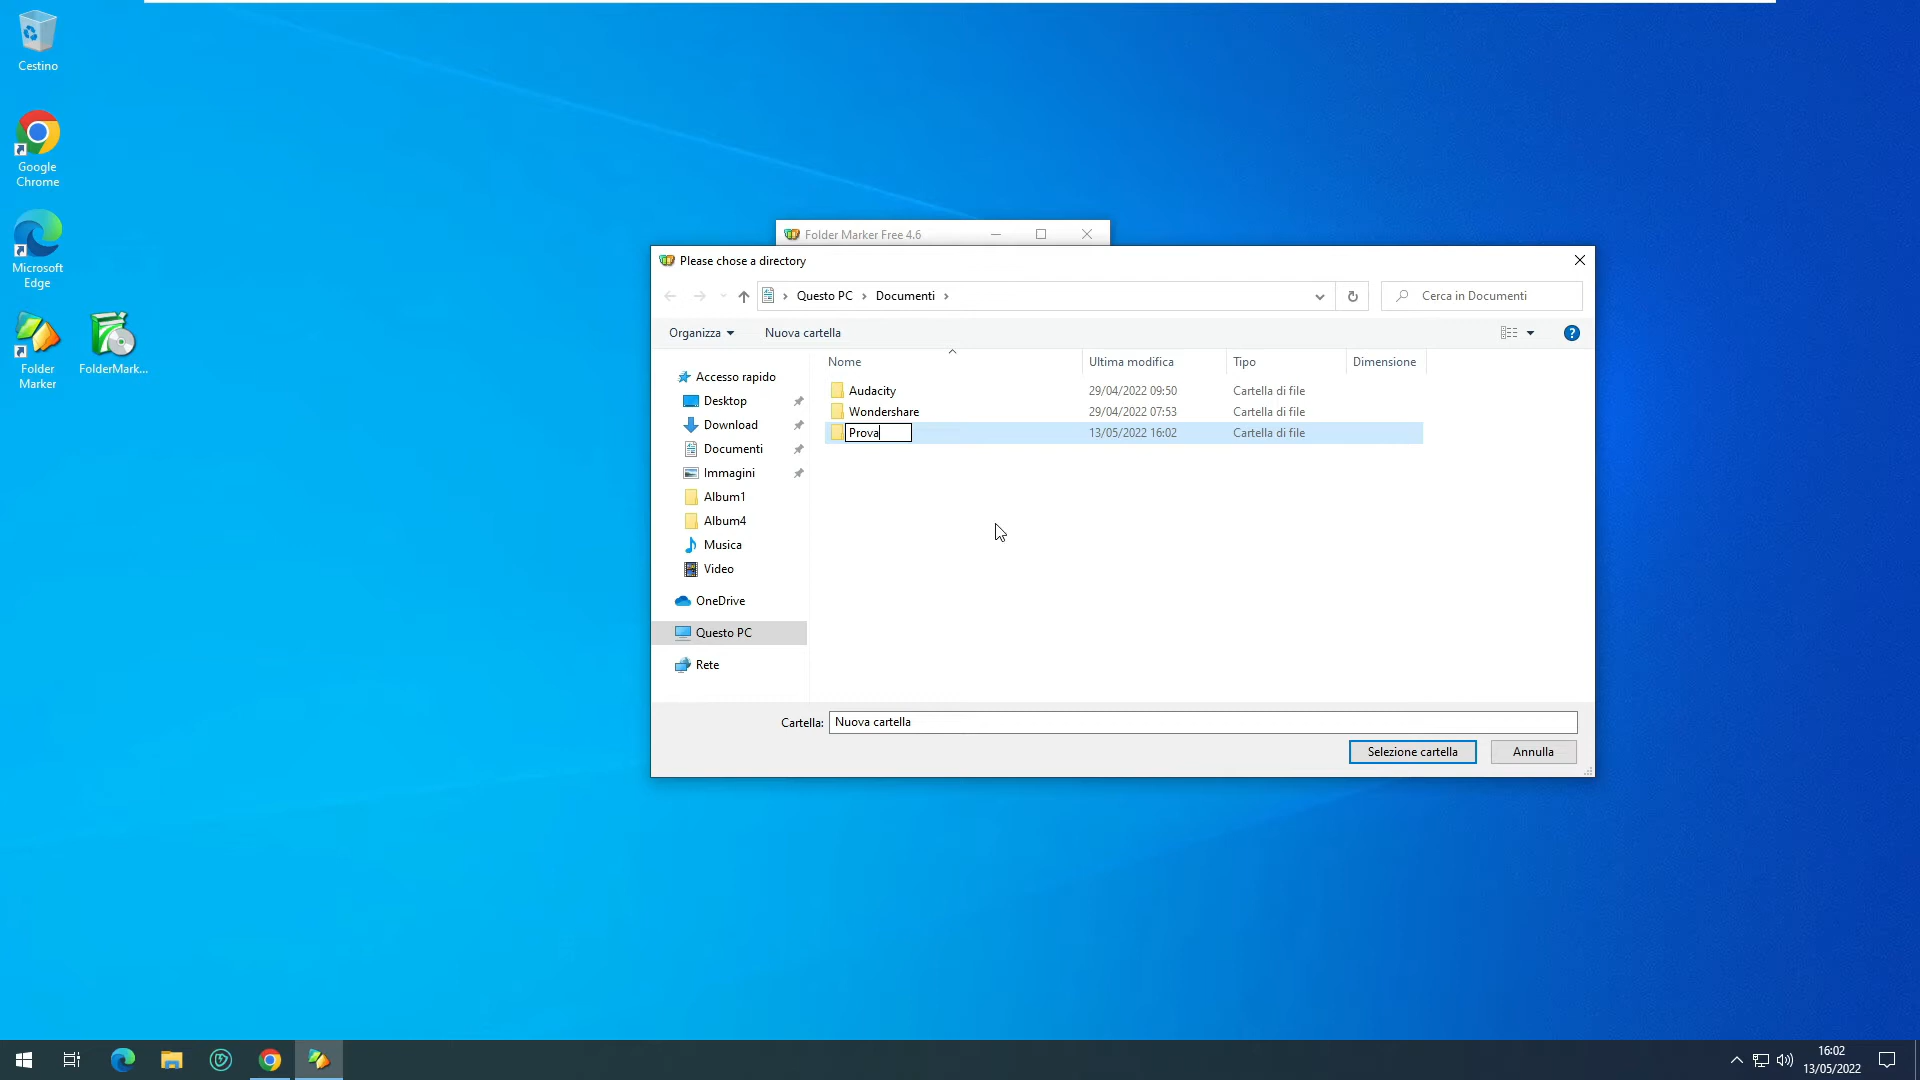 Cestino
Google
Chrome
Microsoft
Edge
Folder
Marker
FolderMark...
Folder Marker Free 4.6
Please chose a directory
Questo PC
Documenti
Cerca in Documenti
Organizza
Nuova cartella
?
Nome
Ultima modifica
Tipo
Dimensione
Accesso rapido
Desktop
Download
Documenti
Immagini
Album1
Album4
Musica
Video
OneDrive
Questo PC
Rete
Audacity 29/04/2022 09:50 Cartella di file
Wondershare 29/04/2022 07:53 Cartella di file
Prova 13/05/2022 16:02 Cartella di file
Cartella: Nuova cartella
Selezione cartella
Annulla
16:02
13/05/2022